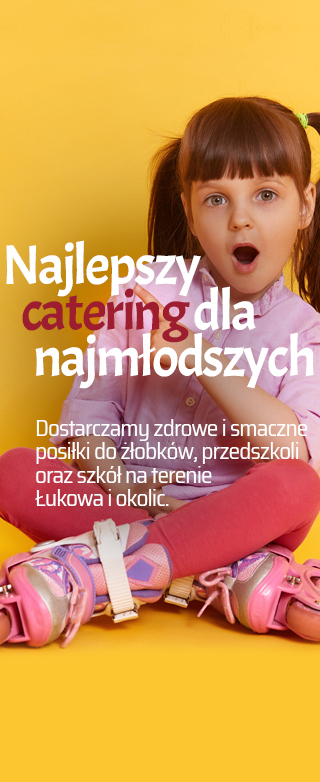 Najlepszy
catering dla
najmłodszych
Dostarczamy zdrowe i smaczne
posiłki do żłobków, przedszkoli
oraz szkół na terenie
Łukowa i okolic.